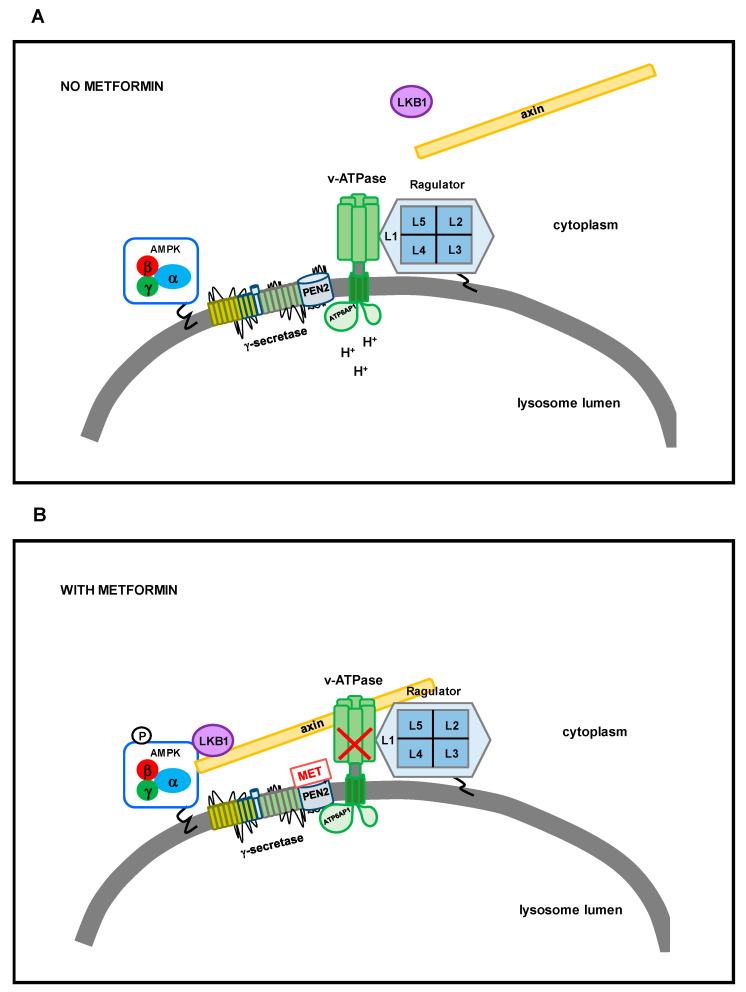 A
NO METFORMIN
LKB1
axin
v-ATPase
Ragulator
L5 L2
L1
L4 L3
cytoplasm
AMPK
β
α
γ
PEN2
γ-secretase
ATP6AP1
H+
H+
H+
lysosome lumen
B
WITH METFORMIN
v-ATPase
Ragulator
P
LKB1
axin
L5 L2
L1
L4 L3
cytoplasm
AMPK
β
α
γ
MET
PEN2
γ-secretase
ATP6AP1
lysosome lumen